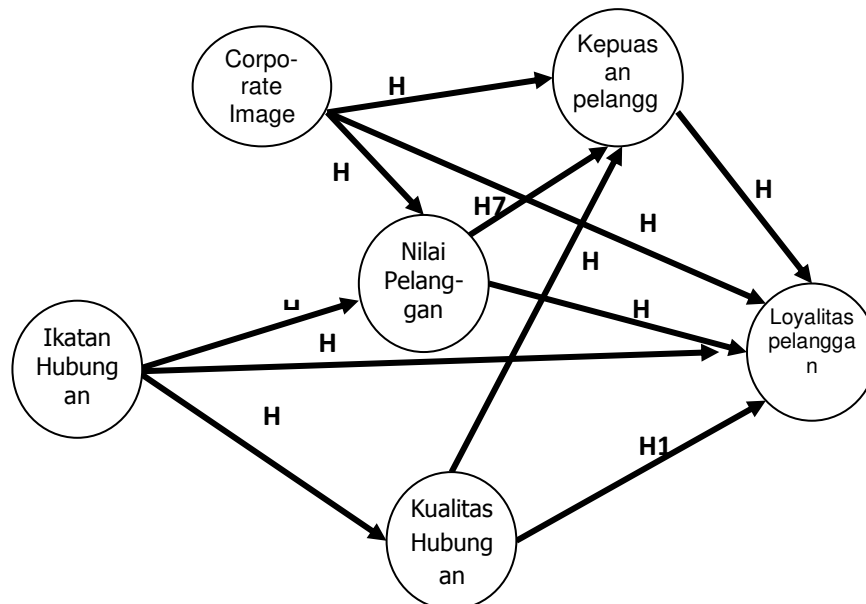 Corpo-
rate
Image
Kepuas
an
pelangg
H
H
H
H7
H
H
Nilai
Pelang-
gan
H
H
H
Loyalitas
pelangga
n
Ikatan
Hubung
an
H
H1
Kualitas
Hubung
an